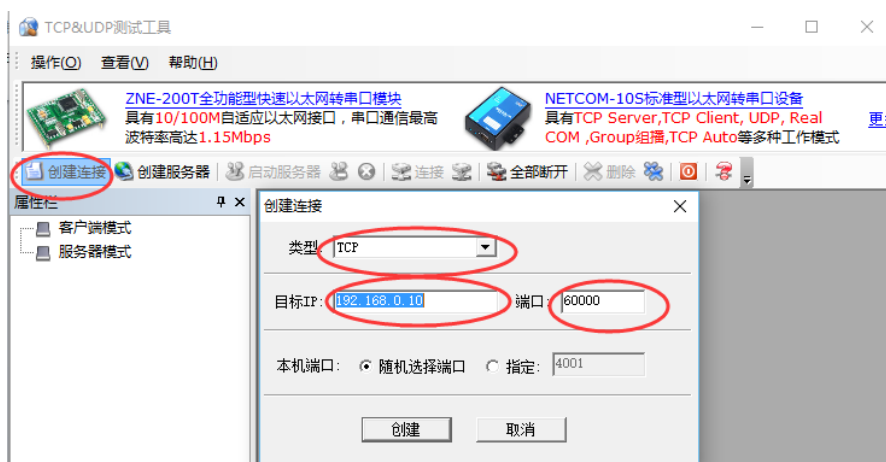 TCP&UDP测试工具
操作(O) 查看(V) 帮助(H)
ZNE-200T全功能型快速以太网转串口模块
具有10/100M自适应以太网接口，串口通信最高
波特率高达1.15Mbps
NETCOM-10S标准型以太网转串口设备
具有TCP Server,TCP Client, UDP, Real
COM ,Group组播,TCP Auto等多种工作模式
创建连接 创建服务器 启动服务器 连接 全部断开 删除
属性栏
客户端模式
服务器模式
创建连接
类型: TCP
目标IP: 192.168.0.10 端口: 60000
本机端口: 随机选择端口 指定: 4001
创建 取消